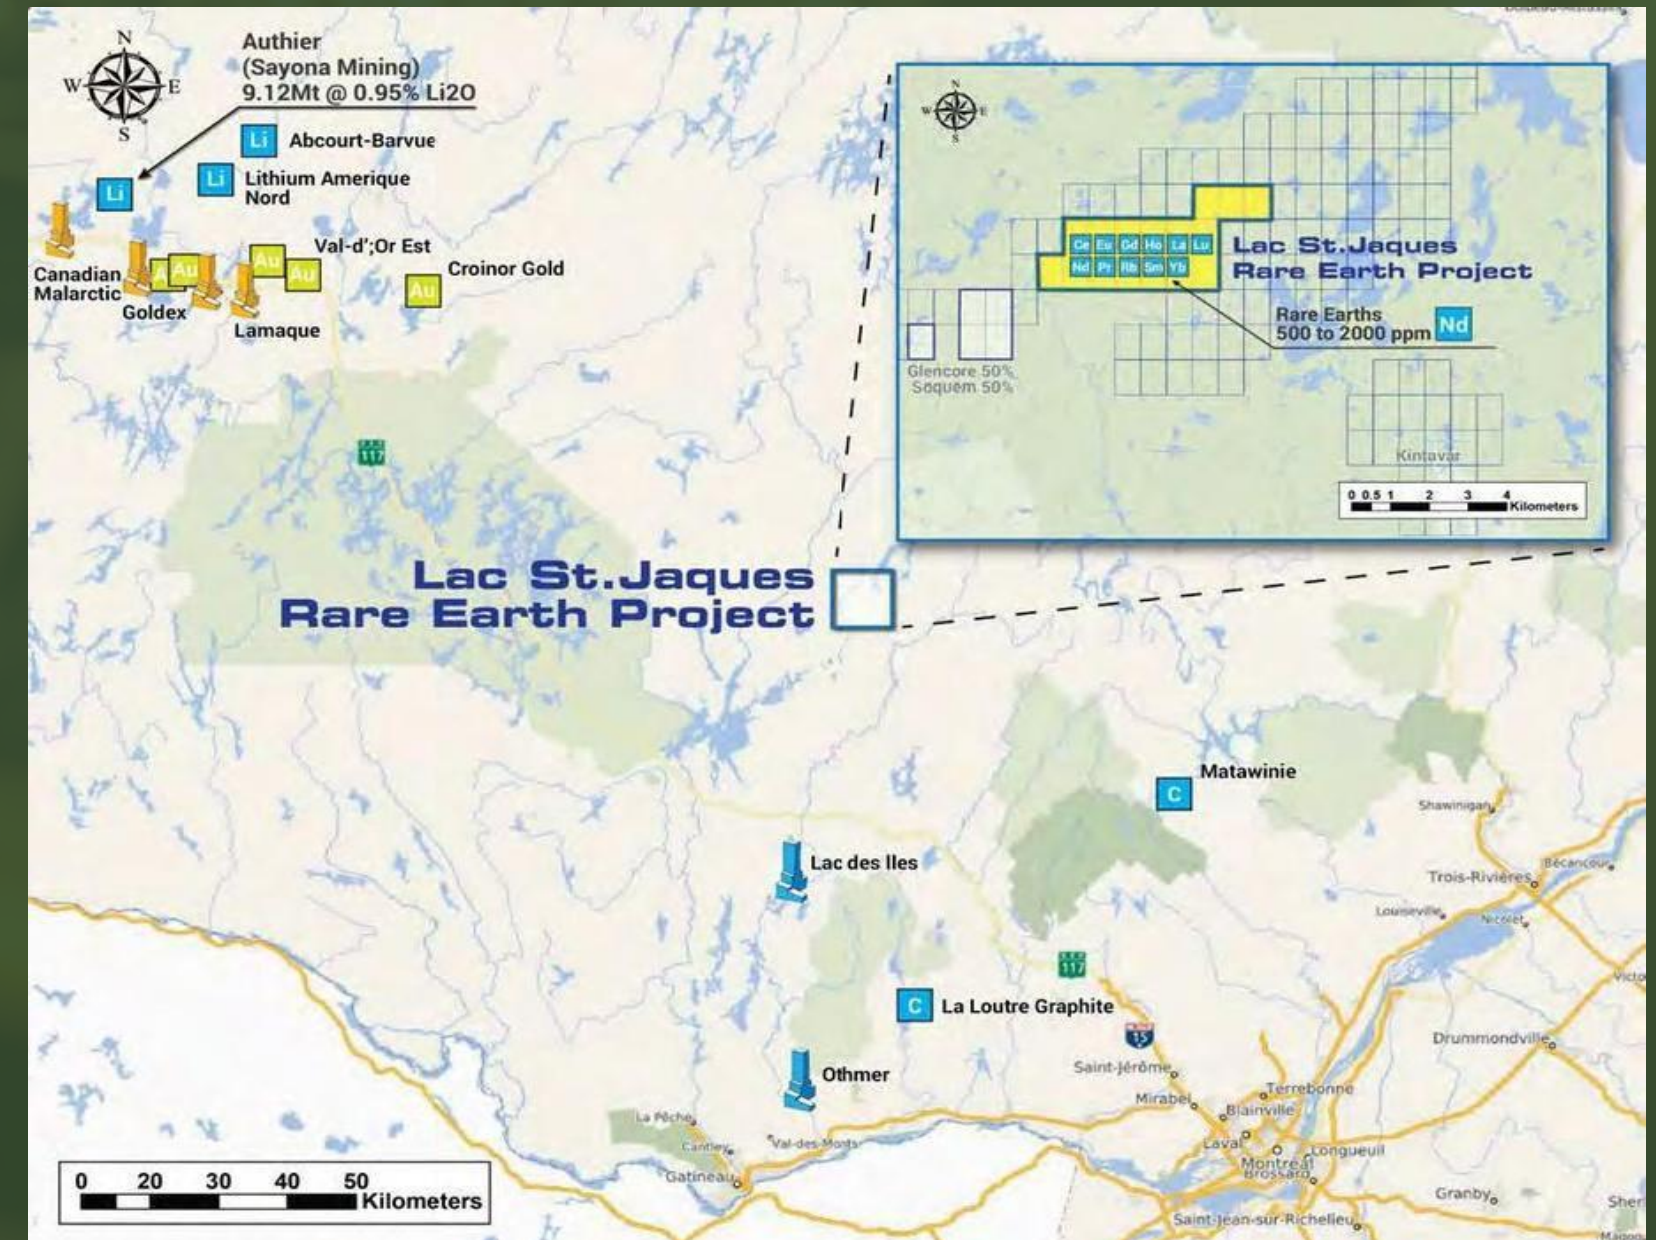 N
W
E
S
Authier
(Sayona Mining)
9.12Mt @ 0.95% Li2O
Li
Abcourt-Barvue
Li
Lithium Amerique
Nord
Li
Val-d';Or Est
Canadian
Malarctic
A
Au
Goldex
Au
Au
Lamaque
Au
Croinor Gold
117
Lac St.Jaques
Rare Earth Project
N
W
E
S
Ce Eu Gd Ho La Lu
Nd Pr Rb Sm Yb
Lac St.Jaques
Rare Earth Project
Rare Earths
500 to 2000 ppm
Nd
Glencore 50%
Soquem 50%
Kintavar
0 0.5 1 2 3 4
Kilometers
Matawinie
C
Shawinigan
Lac des Iles
Bécancour
Trois-Rivières
Louiseville
Nicolet
117
Victo
C
La Loutre Graphite
15
Drummondville
Othmer
Saint-Jérôme
Mirabel
Terrebonne
Blainville
La Pêche
Cantley
Val-des-Monts
Laval
Longueuil
Montréal
Brossard
Gatineau
Granby
Sher
Saint-Jean-sur-Richelieu
Magog
0 20 30 40 50
Kilometers